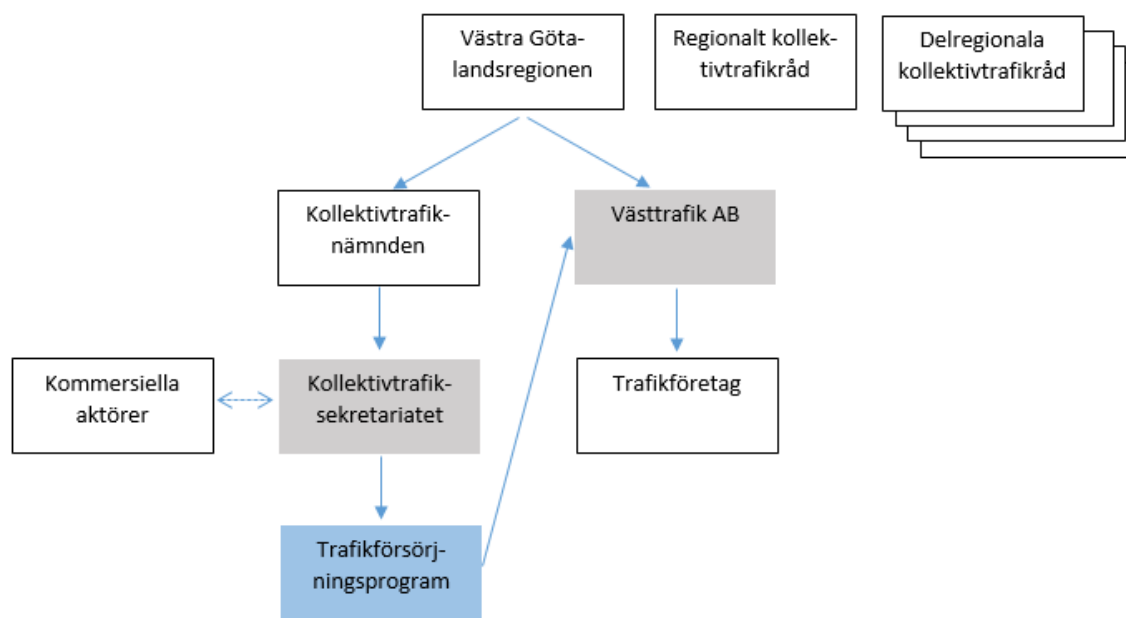 Västra Göta-
landsregionen
Regionalt kollek-
tivtrafikråd
Delregionala
kollektivtrafikråd
Kollektivtrafik-
nämnden
Västtrafik AB
Kommersiella
aktörer
Kollektivtrafik-
sekretariatet
Trafikföretag
Trafikförsörj-
ningsprogram